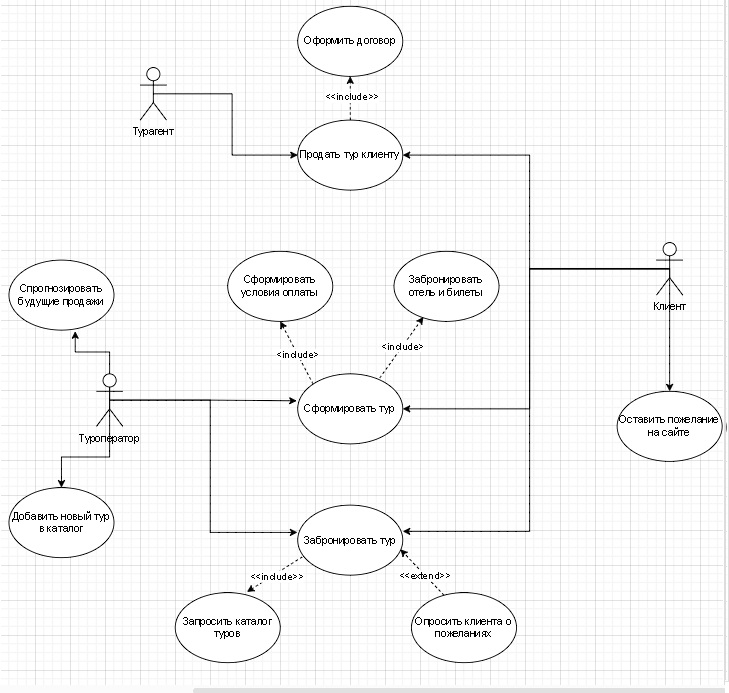 Оформить договор
<<include>>
Турагент
Продать тур клиенту
Сформировать
условия оплаты
Забронировать
отель и билеты
Спрогнозировать
будущие продажи
Клиент
<include>
<include>
Сформировать тур
Оставить пожелание
на сайте
Туроператор
Добавить новый тур
в каталог
Забронировать тур
<<include>>
<<extend>>
Запросить каталог
туров
Опросить клиента о
пожеланиях